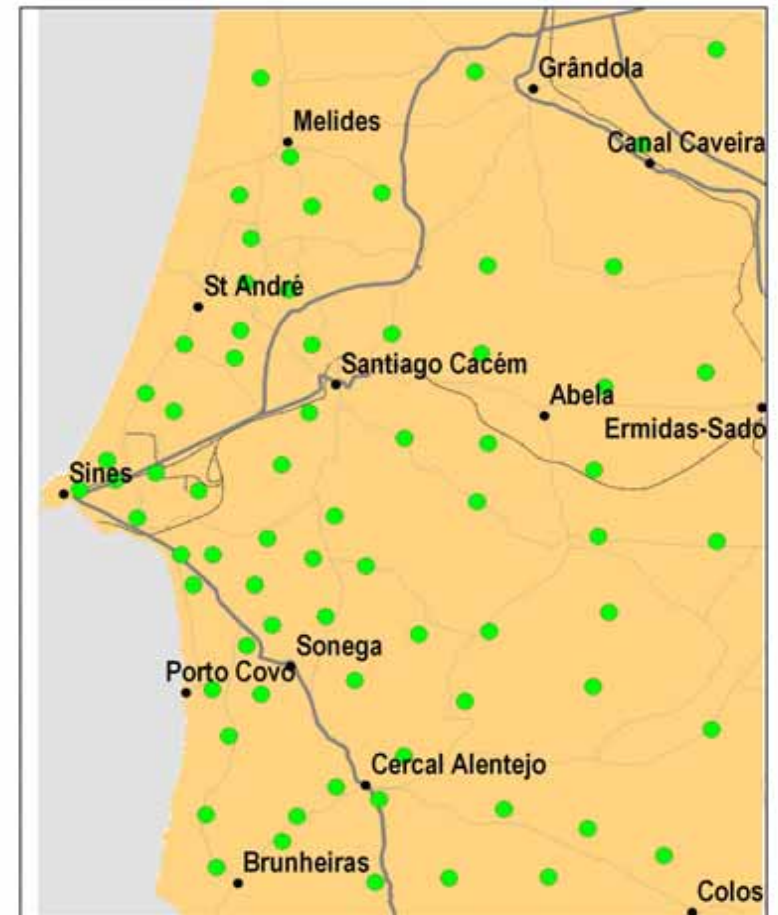 Grândola
Melides
Canal Caveira
St André
Santiago Cacém
Abela
Ermidas-Sado
Sines
Sonega
Porto Covo
Cercal Alentejo
Brunheiras
Colos